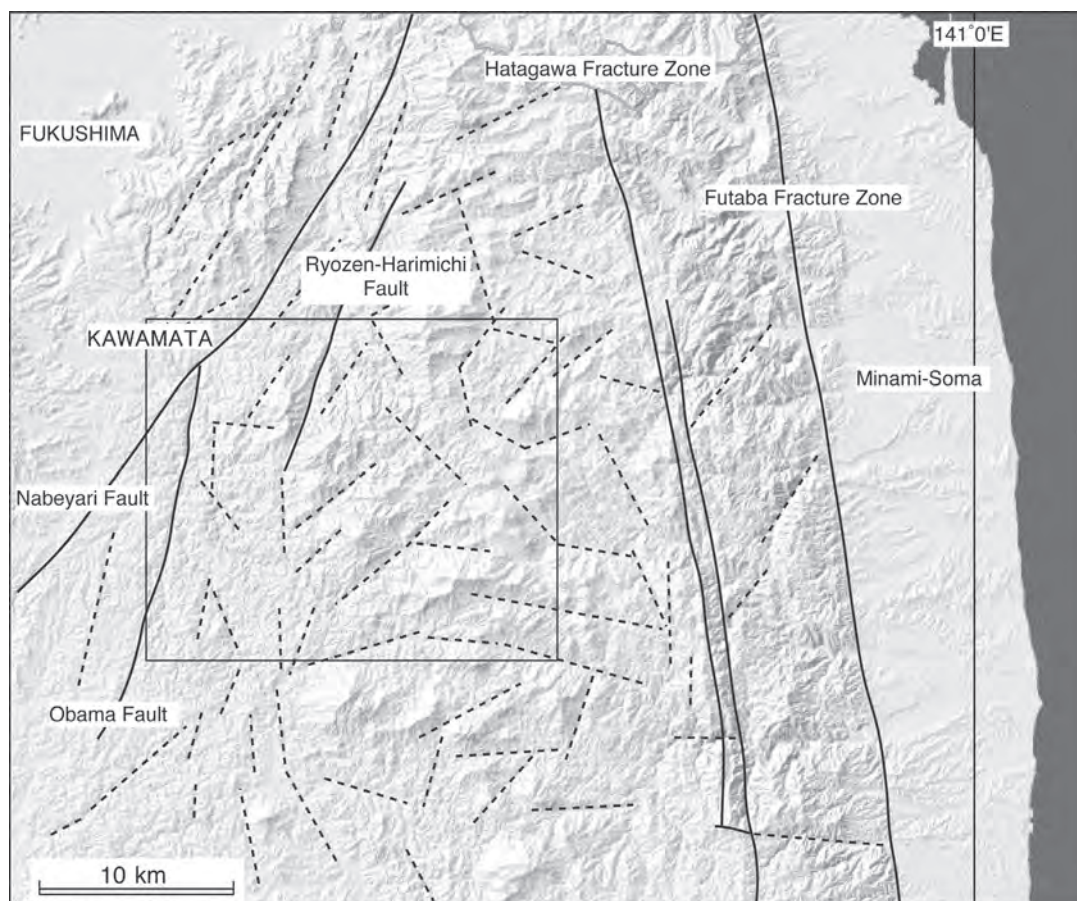 141°0'E
Hatagawa Fracture Zone
FUKUSHIMA
Futaba Fracture Zone
Ryozen-Harimichi
Fault
KAWAMATA
Minami-Soma
Nabeyari Fault
Obama Fault
10 km